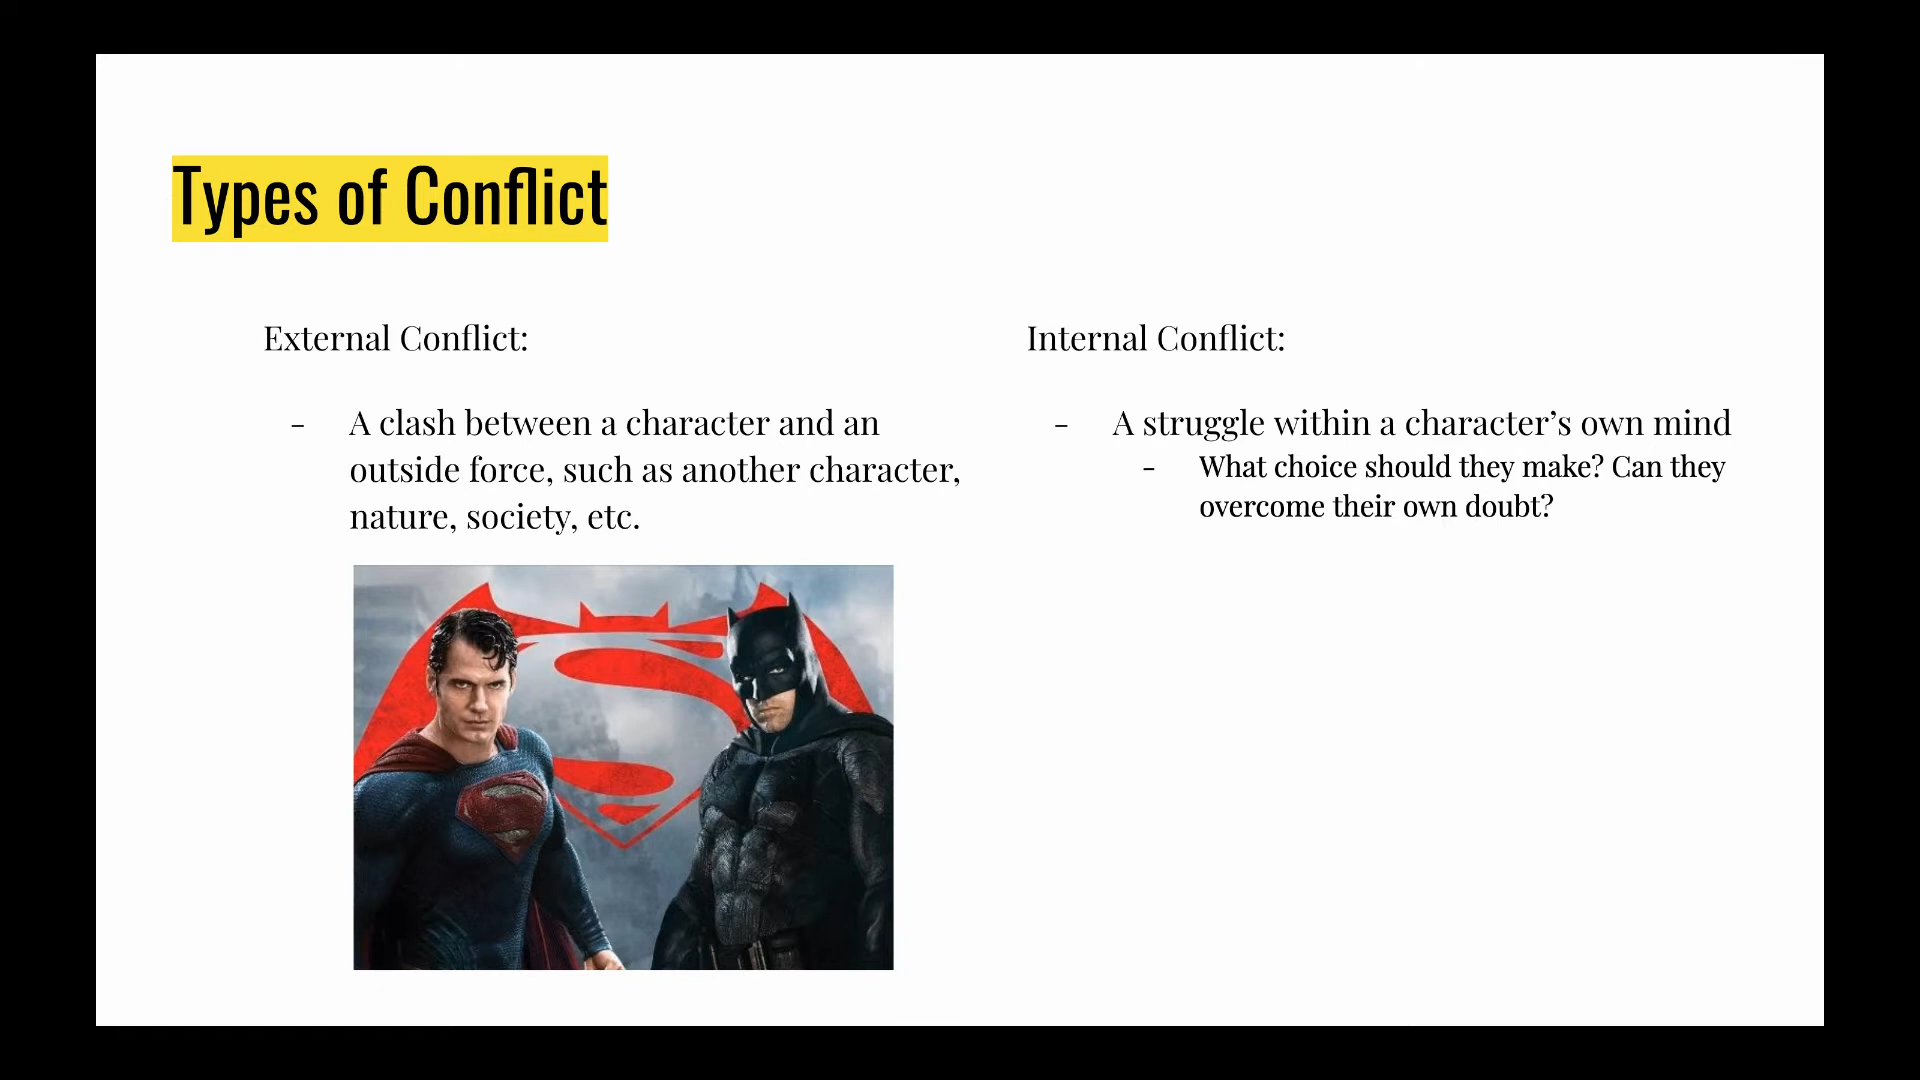 Types of Conflict
External Conflict:
- A clash between a character and an
outside force, such as another character,
nature, society, etc.
Internal Conflict:
- A struggle within a character’s own mind
- What choice should they make? Can they
overcome their own doubt?